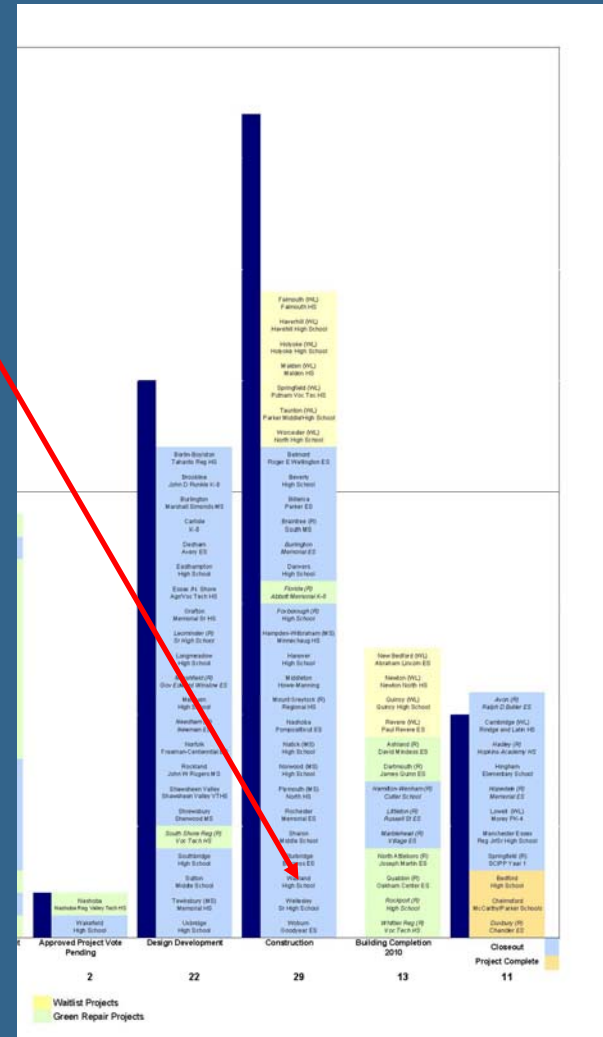 Falmouth (WL)
Falmouth HS
Haverhill (WL)
Haverhill High School
Holyoke (WL)
Holyoke High School
Malden (WL)
Malden HS
Springfield (WL)
Putnam Voc Tec HS
Taunton (WL)
Parker Middle/High School
Worcester (WL)
North High School
Berlin-Boylston
Tahanto Reg HS
Brookline
John D Runkle K-8
Burlington
Marshall Simonds MS
Carlisle
K-8
Dedham
Avery ES
Easthampton
High School
Essex
Shore
Agri/Voc Tech HS
Grafton
Memorial Sr HS
Leominster (R)
Sr High School
Longmeadow
High School
Gov
Winslow ES
High School
Newman ES
Norfolk
Freeman-Centennial ES
Rockland
John W Rogers MS
Shawsheen Valley
Shawsheen Valley VTHS
Shrewsbury
Sherwood MS
South Shore Reg (R)
Voc Tech HS
Southbridge
High School
Sutton
Middle School
Tewksbury (MS)
Memorial HS
Uxbridge
High School
Belmont
Roger E Wellington ES
Beverly
High School
Billerica
Parker ES
Braintree (R)
South MS
Burlington
Memorial ES
Danvers
High School
Florida (R)
Abbott Memorial K-8
Foxborough (R)
High School
Hampden-Wilbraham (MS)
Minnechaug HS
Hanover
High School
Middleton
Howe-Manning
Mount Greylock (R)
Regional HS
Nashoba
Pompositticut ES
Natick (MS)
High School
Norwood (MS)
High School
Plymouth (MS)
North HS
Rochester
Memorial ES
Sharon
Middle School
High School
Wellesley
Sr High School
Woburn
Goodyear ES
New Bedford (WL)
Abraham Lincoln ES
Newton (WL)
Newton North HS
Quincy (WL)
Quincy High School
Revere (WL)
Paul Revere ES
Ashland (R)
David Mindess ES
Dartmouth (R)
James Quinn ES
Hamilton-Wenham (R)
Cutler School
Littleton (R)
Russell St ES
Marblehead (R)
Village ES
North Attleboro (R)
Joseph Martin ES
Quabbin (R)
Oakham Center ES
Rockport (R)
High School
Whittier Reg (R)
Voc Tech HS
Avon (R)
Ralph D Butler ES
Cambridge (WL)
Rindge and Latin HS
Hadley (R)
Hopkins Academy HS
Hingham
Elementary School
Hopedale (R)
Memorial ES
Lowell (WL)
Morey PK-4
Manchester Essex
Reg Jr/Sr High School
Springfield (R)
SCIPP Year 1
Bedford
High School
Chelmsford
McCarthy/Parker Schools
Duxbury (R)
Chandler ES
Nashoba
Nashoba Reg Valley Tech HS
Wakefield
High School
Approved Project Vote
Pending
2
Design Development
22
Construction
29
Building Completion
2010
13
Closeout
Project Complete
11
Waitlist Projects
Green Repair Projects